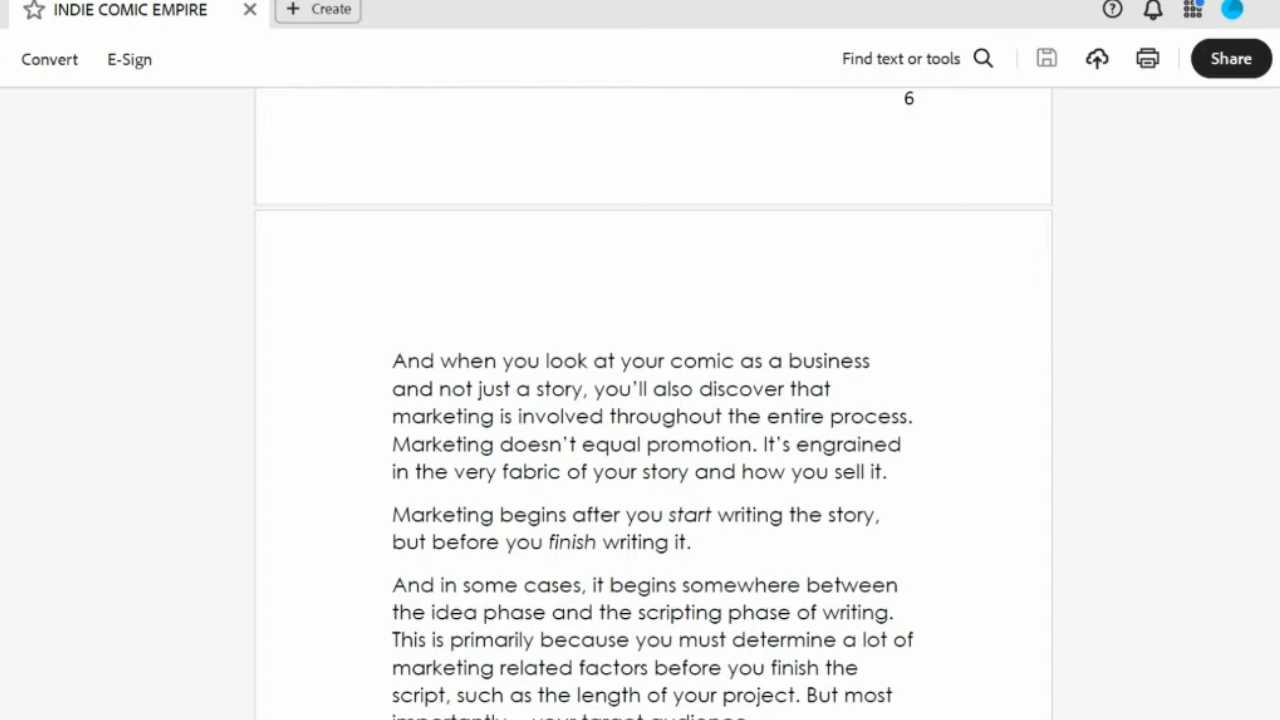 INDIE COMIC EMPIRE
+ Create
Convert E-Sign Find text or tools Share
6
And when you look at your comic as a business
and not just a story, you'll also discover that
marketing is involved throughout the entire process.
Marketing doesn't equal promotion. It's engrained
in the very fabric of your story and how you sell it.
Marketing begins after you start writing the story,
but before you finish writing it.
And in some cases, it begins somewhere between
the idea phase and the scripting phase of writing.
This is primarily because you must determine a lot of
marketing related factors before you finish the
script, such as the length of your project. But most
importantly – your target audience.